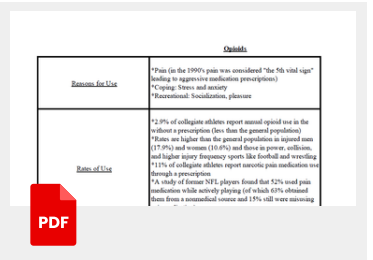 Opioids
Reasons for Use
*Pain (in the 1990's pain was considered "the 5th vital sign"
leading to aggressive medication prescriptions)
*Coping: Stress and anxiety
*Recreational: Socialization, pleasure
Rates of Use
*2.9% of collegiate athletes report annual opioid use in the
without a prescription (less than the general population)
*Rates are higher than the general population in injured men
(17.9%) and women (10.6%) and those in power, collision,
and higher injury frequency sports like football and wrestling
*11% of collegiate athletes report narcotic pain medication use
through a prescription
*A study of former NFL players found that 52% used pain
medication while actively playing (of which 63% obtained
them from a nonmedical source and 15% still were misusing
PDF